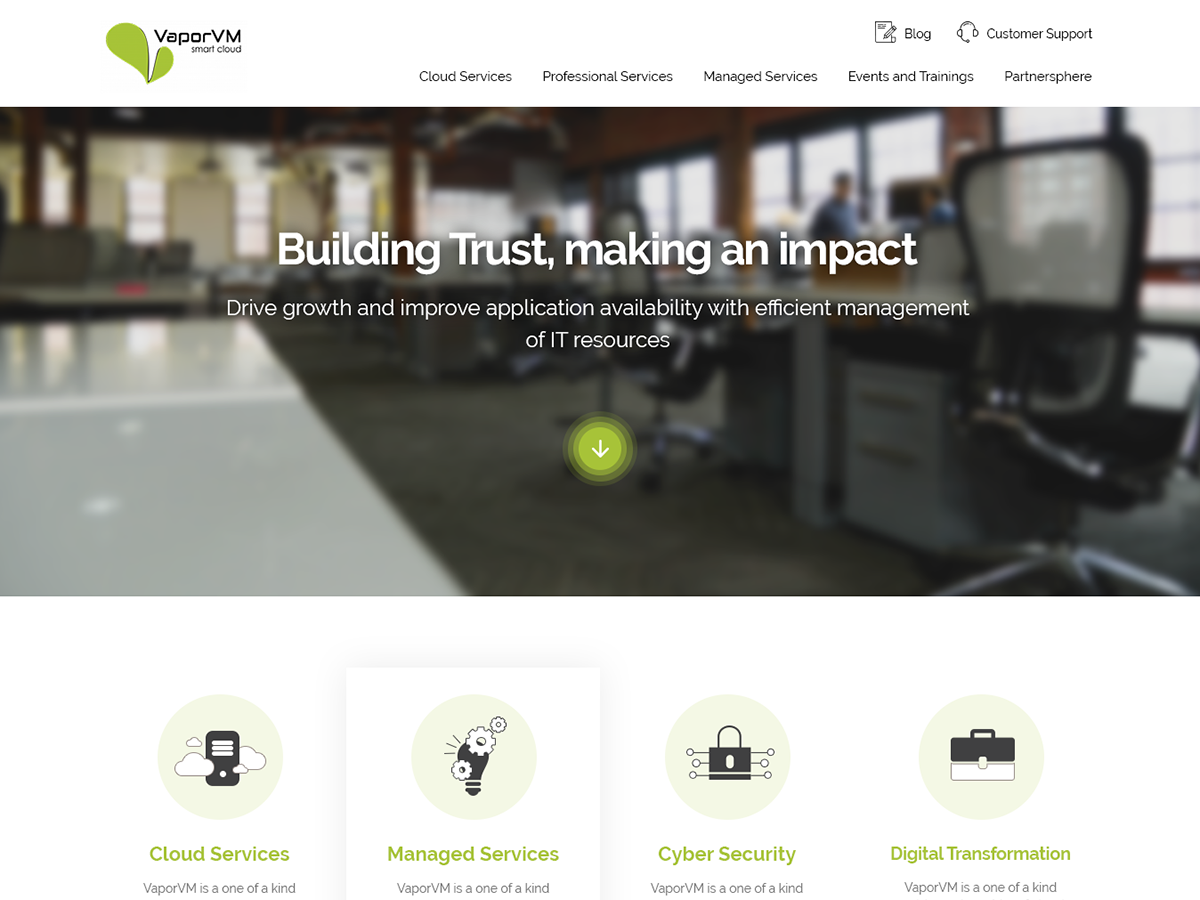 VaporVM
smart cloud
Blog
Customer Support
Cloud Services
Professional Services
Managed Services
Events and Trainings
Partnersphere
Building Trust, making an impact
Drive growth and improve application availability with efficient management
of IT resources
Cloud Services
Managed Services
Cyber Security
Digital Transformation
VaporVM is a one of a kind
VaporVM is a one of a kind
VaporVM is a one of a kind
VaporVM is a one of a kind